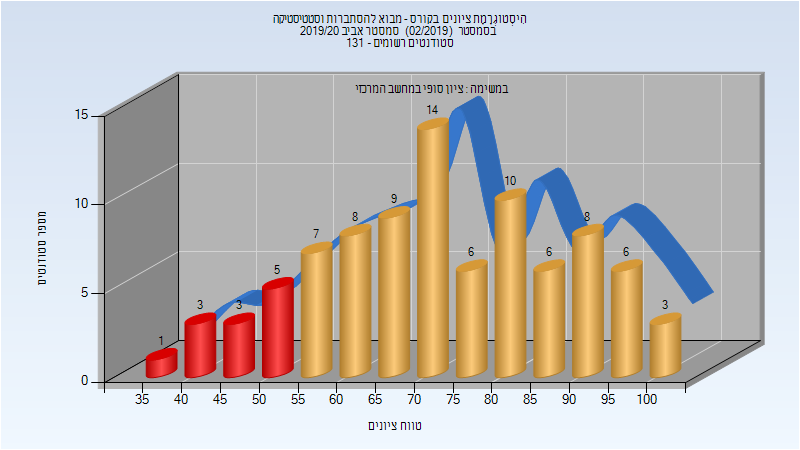 היסטוגרמת ציונים בקורס - מבוא להסתברות וסטטיסטיקה
בסמסטר (02/2019) סמסטר אביב 2019/20
סטודנטים רשומים - 131
במשימה : ציון סופי במחשב המרכזי
15
10
5
0
מספר סטודנטים
1
3
3
5
7
8
9
14
6
10
6
8
6
3
35 40 45 50 55 60 65 70 75 80 85 90 95 100
טווח ציונים